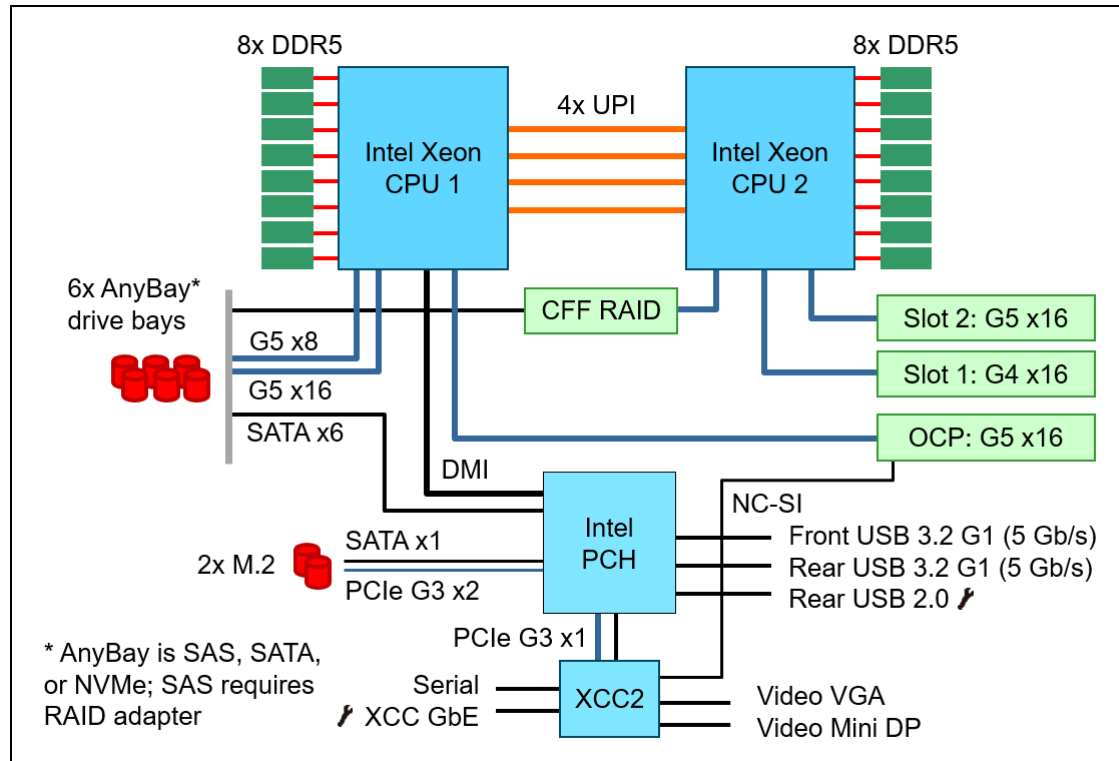 8x DDR5
8x DDR5
4x UPI
Intel Xeon
CPU 1
Intel Xeon
CPU 2
6x AnyBay*
drive bays
CFF RAID
Slot 2: G5 x16
G5 x8
Slot 1: G4 x16
G5 x16
SATA x6
OCP: G5 x16
DMI
NC-SI
Intel
PCH
SATA x1
2x M.2
PCIe G3 x2
Front USB 3.2 G1 (5 Gb/s)
Rear USB 3.2 G1 (5 Gb/s)
Rear USB 2.0
PCIe G3 x1
* AnyBay is SAS, SATA,
or NVMe; SAS requires
RAID adapter
Serial
XCC GbE
XCC2
Video VGA
Video Mini DP